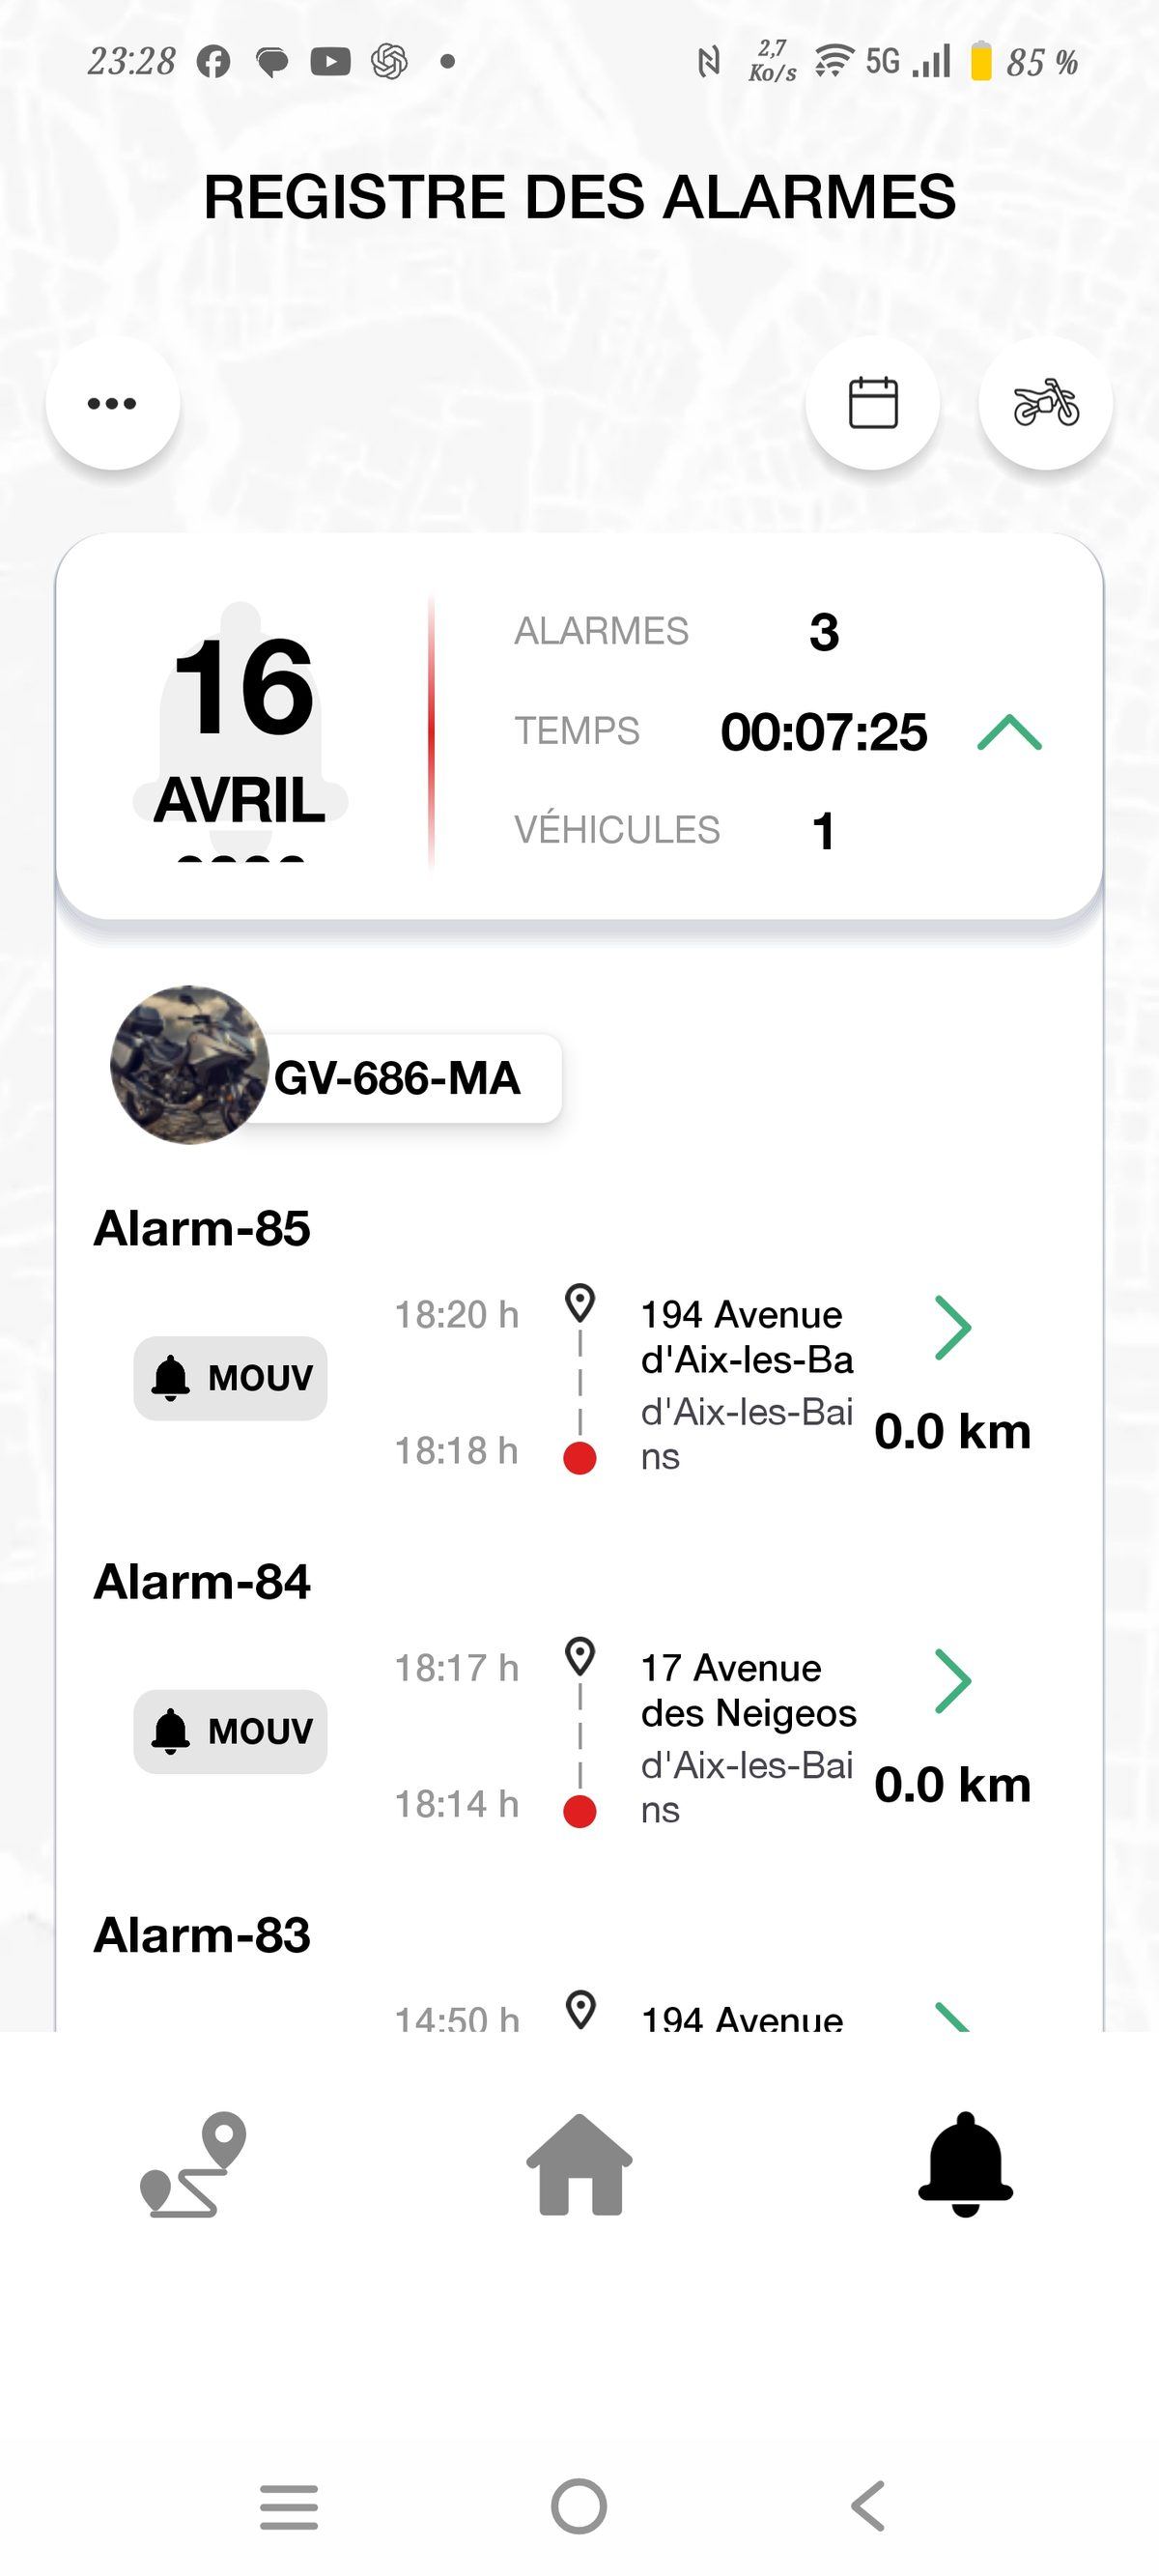 23:28
2,7
Ko/s
5G
85 %
REGISTRE DES ALARMES
16
AVRIL
ALARMES 3
TEMPS 00:07:25
VÉHICULES 1
GV-686-MA
Alarm-85
MOUV
18:20 h
18:18 h
194 Avenue
d'Aix-les-Ba
d'Aix-les-Bai
ns
0.0 km
Alarm-84
MOUV
18:17 h
18:14 h
17 Avenue
des Neigeos
d'Aix-les-Bai
ns
0.0 km
Alarm-83
14:50 h
194 Avenue